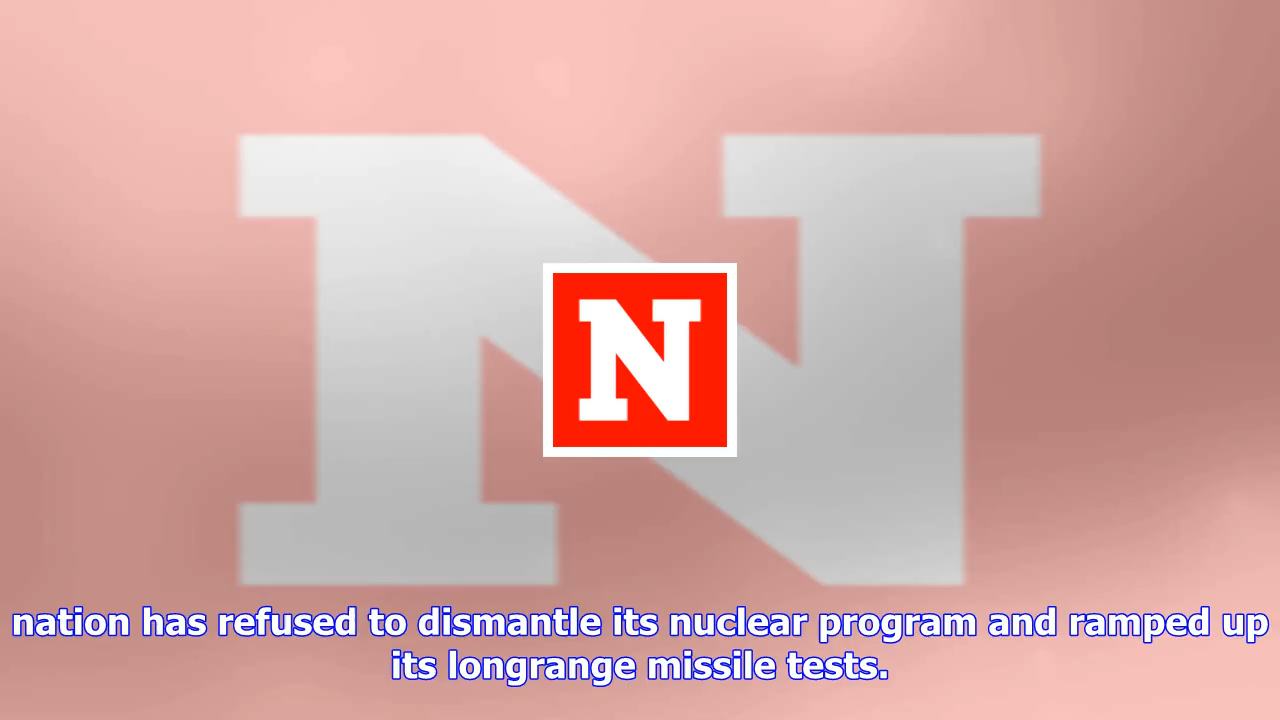 N
N
nation has refused to dismantle its nuclear program and ramped up
its longrange missile tests.